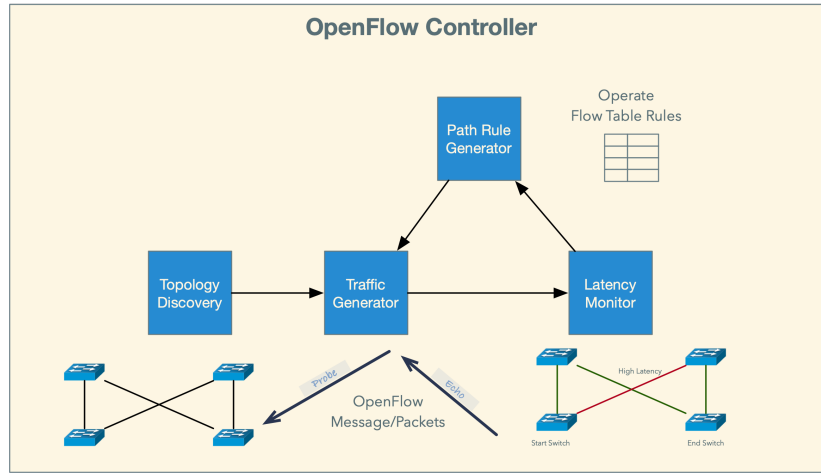 OpenFlow Controller
Operate
Flow Table Rules
Path Rule
Generator
Topology
Discovery
Traffic
Generator
Latency
Monitor
Probe
Echo
OpenFlow
Message/Packets
High Latency
Start Switch
End Switch